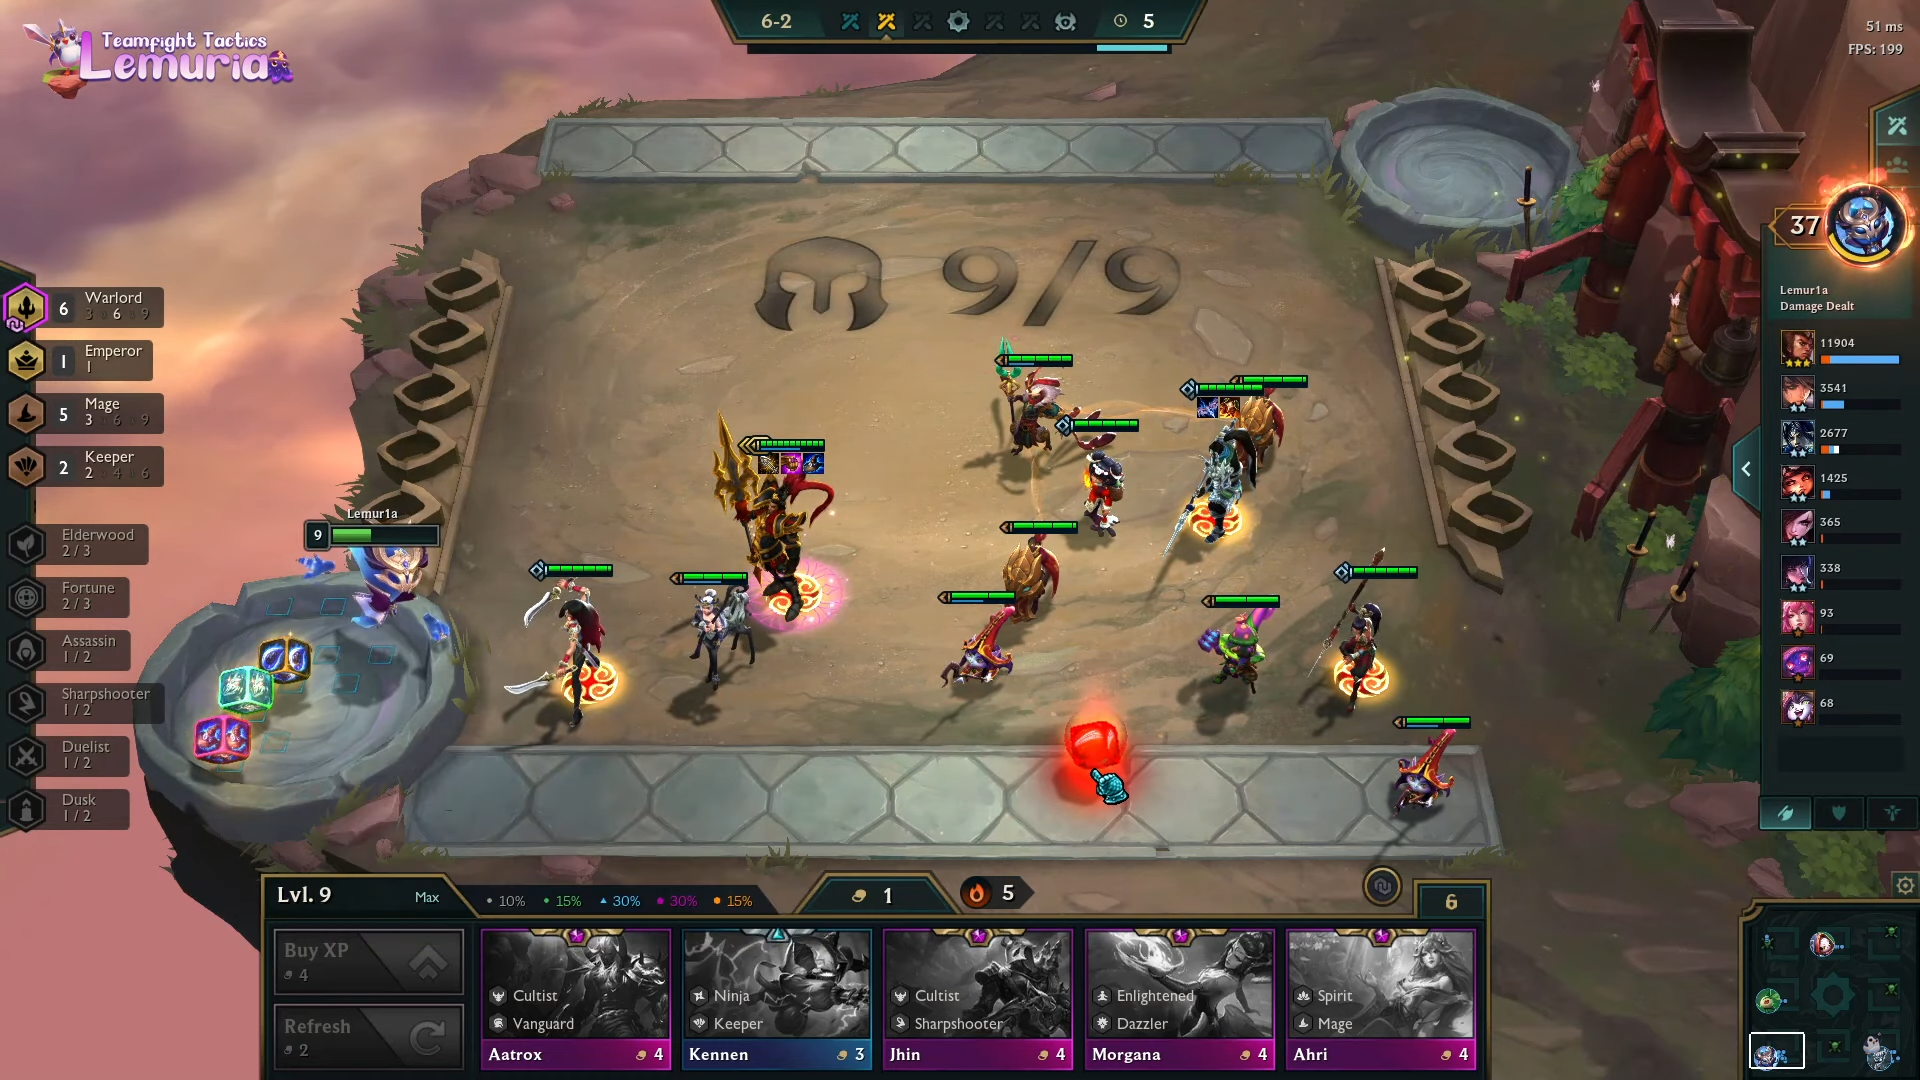 Teamfight Tactics
Lemuria
6-2
5
51 ms
FPS: 199
9/9
6 Warlord
3 6 9
1 Emperor
1
5 Mage
3 6 9
2 Keeper
2 4 6
Elderwood
2 / 3
Fortune
2 / 3
Assassin
1 / 2
Sharpshooter
1 / 2
Duelist
1 / 2
Dusk
1 / 2
Lemur1a
9
37
Lemur1a
Damage Dealt
11904
3541
2677
1425
365
338
93
69
68
Lvl. 9 Max
10% 15% 30% 30% 15%
1
5
6
Buy XP
4
Refresh
2
Cultist
Vanguard
Aatrox 4
Ninja
Keeper
Kennen 3
Cultist
Sharpshooter
Jhin 4
Enlightened
Dazzler
Morgana 4
Spirit
Mage
Ahri 4